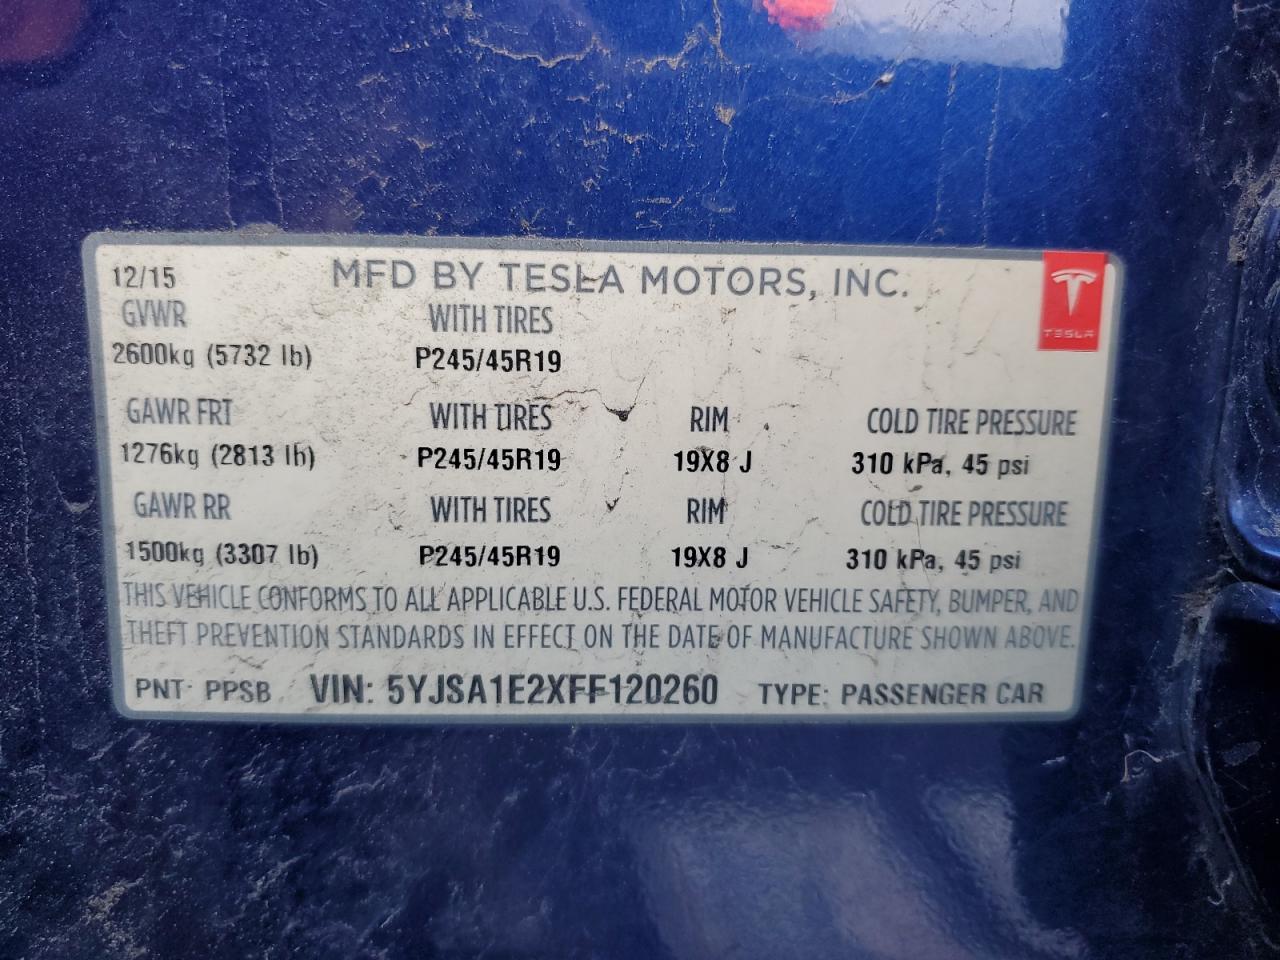 12/15 MFD BY TESLA MOTORS, INC.
TESLA
GVWR WITH TIRES
2600kg (5732 lb) P245/45R19
GAWR FRT WITH TIRES RIM COLD TIRE PRESSURE
1276kg (2813 lb) P245/45R19 19X8 J 310 kPa, 45 psi
GAWR RR WITH TIRES RIM COLD TIRE PRESSURE
1500kg (3307 lb) P245/45R19 19X8 J 310 kPa, 45 psi
THIS VEHICLE CONFORMS TO ALL APPLICABLE U.S. FEDERAL MOTOR VEHICLE SAFETY, BUMPER, AND
THEFT PREVENTION STANDARDS IN EFFECT ON THE DATE OF MANUFACTURE SHOWN ABOVE.
PNT: PPSB VIN: 5YJSA1E2XFF120260 TYPE: PASSENGER CAR